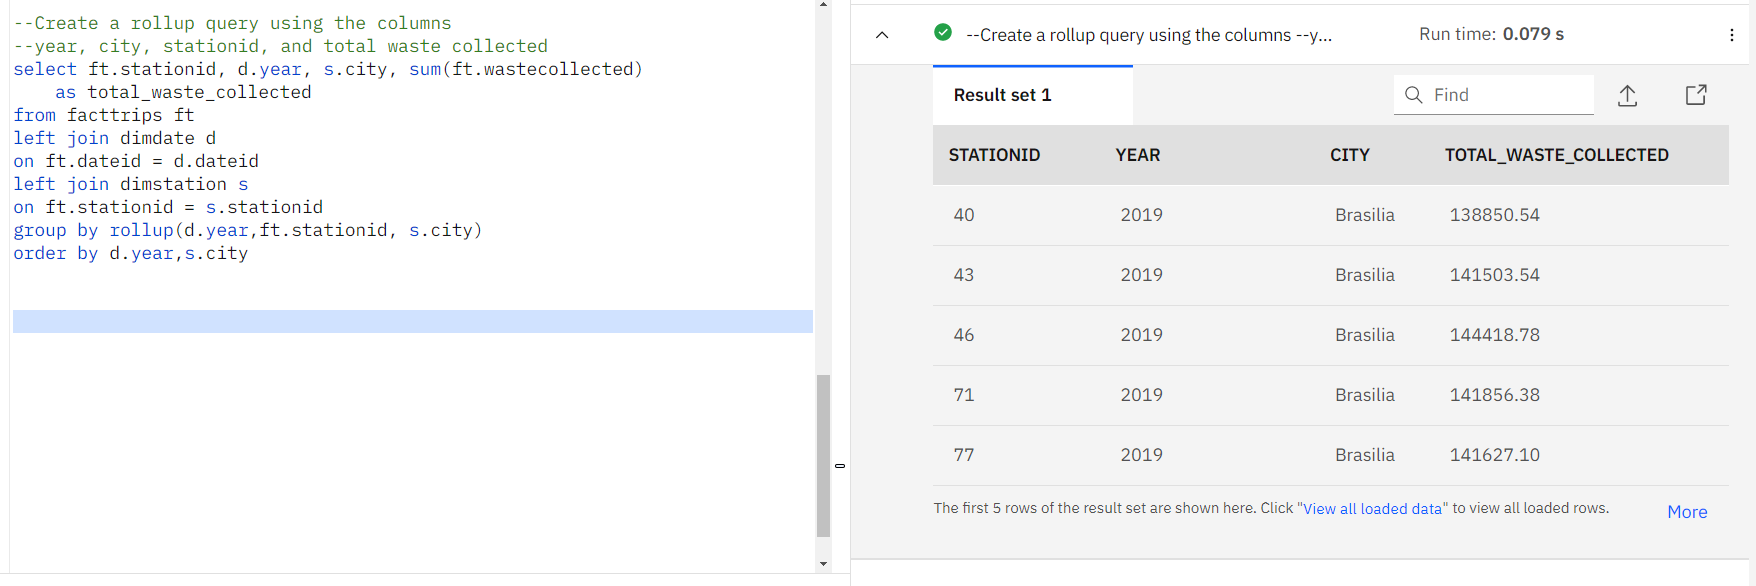 --Create a rollup query using the columns
--year, city, stationid, and total waste collected
select ft.stationid, d.year, s.city, sum(ft.wastecollected)
    as total_waste_collected
from facttrips ft
left join dimdate d
on ft.dateid = d.dateid
left join dimstation s
on ft.stationid = s.stationid
group by rollup(d.year,ft.stationid, s.city)
order by d.year,s.city
--Create a rollup query using the columns --y... Run time: 0.079 s
Result set 1 Find
STATIONID YEAR CITY TOTAL_WASTE_COLLECTED
40 2019 Brasilia 138850.54
43 2019 Brasilia 141503.54
46 2019 Brasilia 144418.78
71 2019 Brasilia 141856.38
77 2019 Brasilia 141627.10
The first 5 rows of the result set are shown here. Click "View all loaded data" to view all loaded rows. More